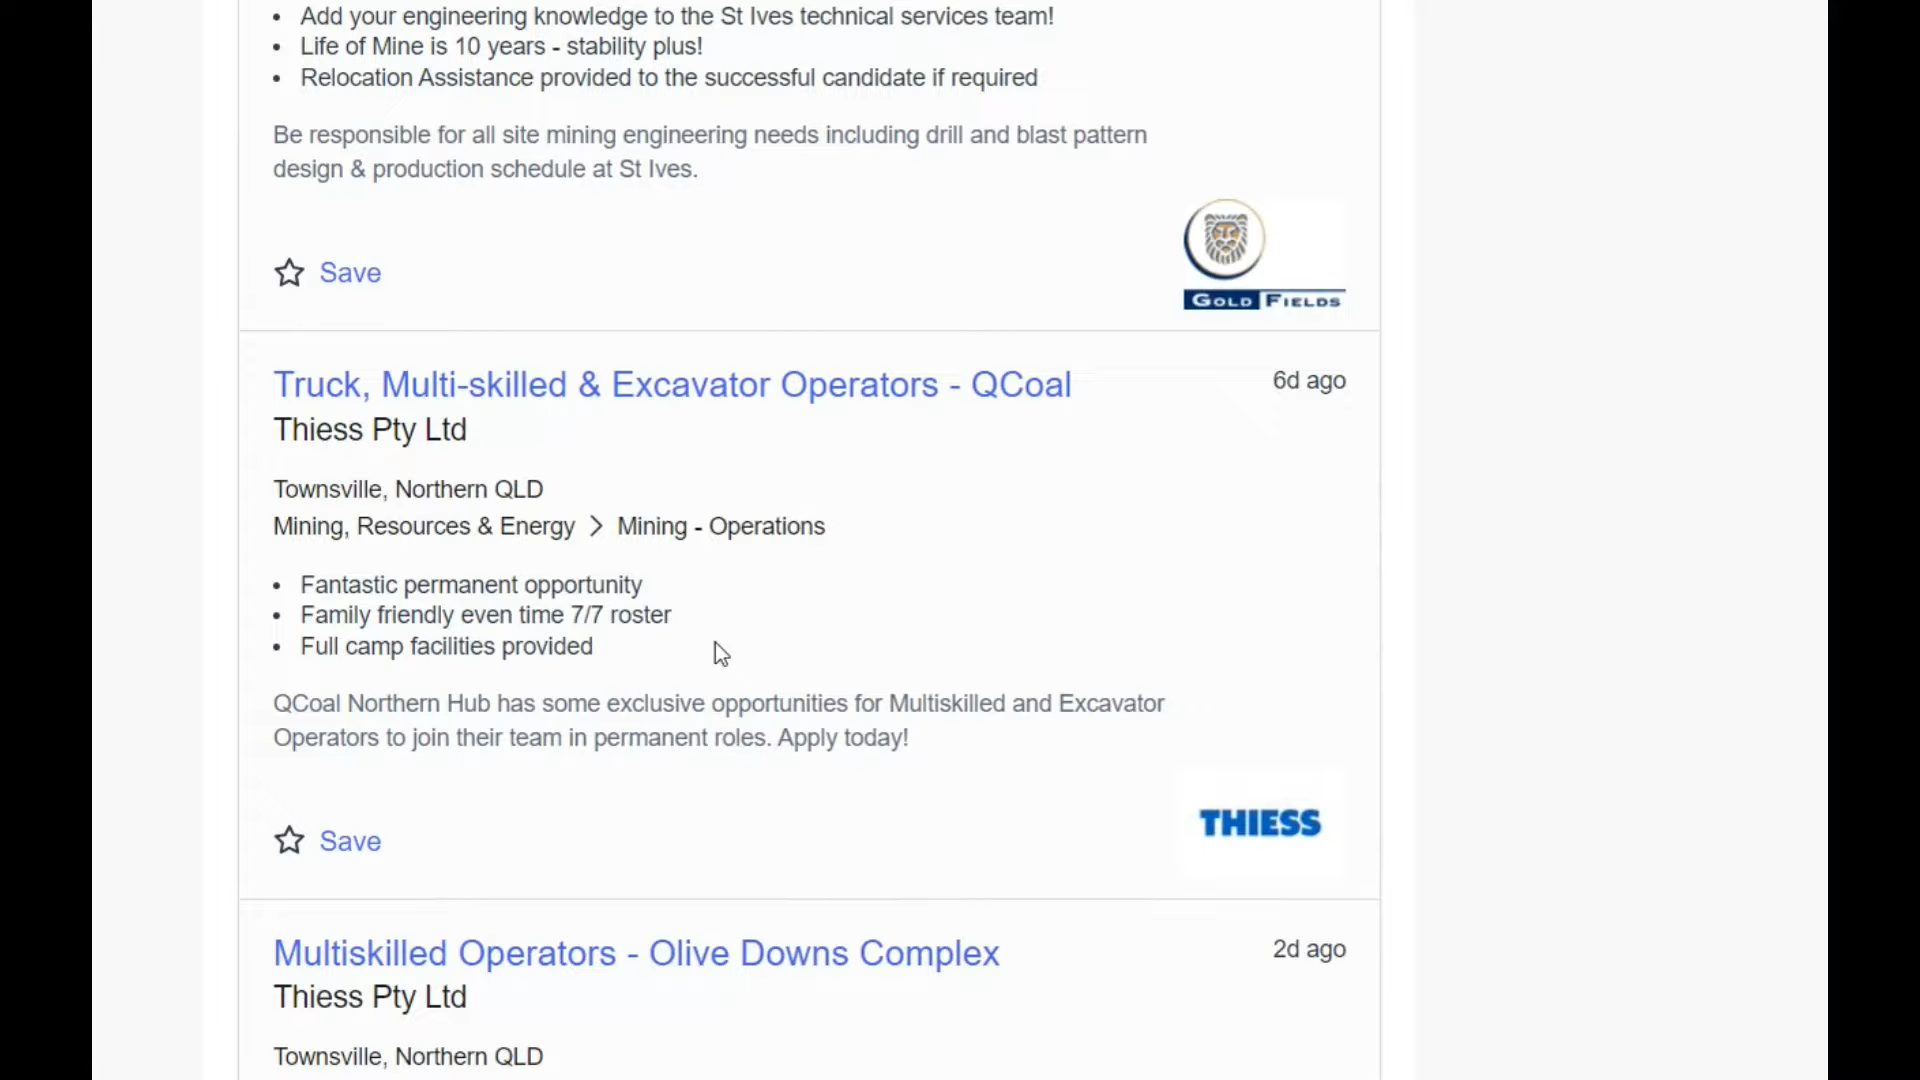 Add your engineering knowledge to the St Ives technical services team!
Life of Mine is 10 years - stability plus!
Relocation Assistance provided to the successful candidate if required
Be responsible for all site mining engineering needs including drill and blast pattern
design & production schedule at St Ives.
Save
GOLD FIELDS
Truck, Multi-skilled & Excavator Operators - QCoal
6d ago
Thiess Pty Ltd
Townsville, Northern QLD
Mining, Resources & Energy > Mining - Operations
Fantastic permanent opportunity
Family friendly even time 7/7 roster
Full camp facilities provided
QCoal Northern Hub has some exclusive opportunities for Multiskilled and Excavator
Operators to join their team in permanent roles. Apply today!
THIESS
Save
Multiskilled Operators - Olive Downs Complex
2d ago
Thiess Pty Ltd
Townsville, Northern QLD